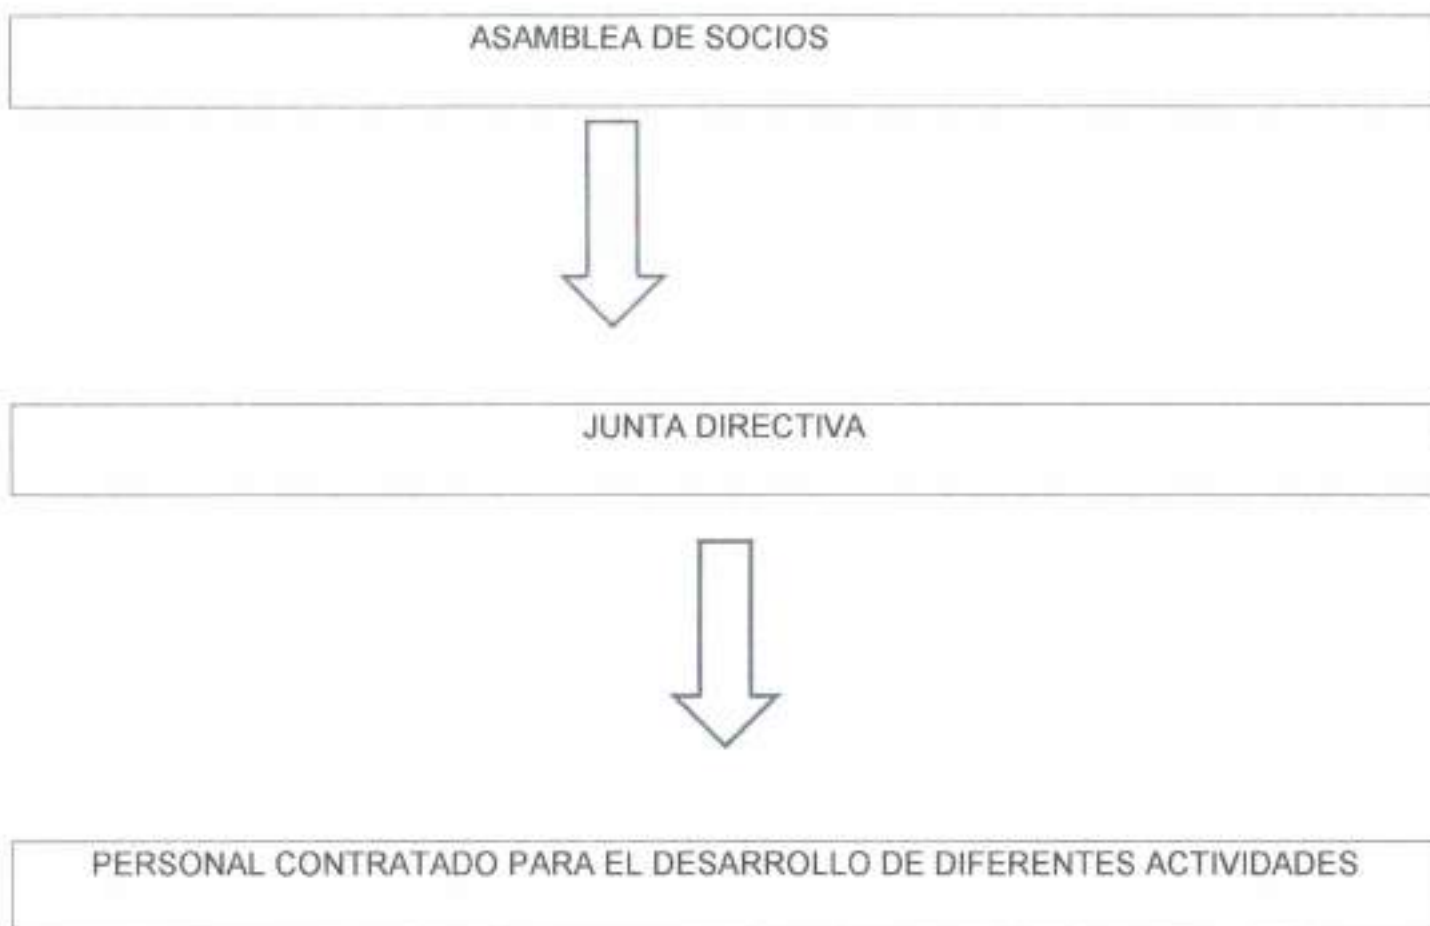 ASAMBLEA DE SOCIOS
JUNTA DIRECTIVA
PERSONAL CONTRATADO PARA EL DESARROLLO DE DIFERENTES ACTIVIDADES